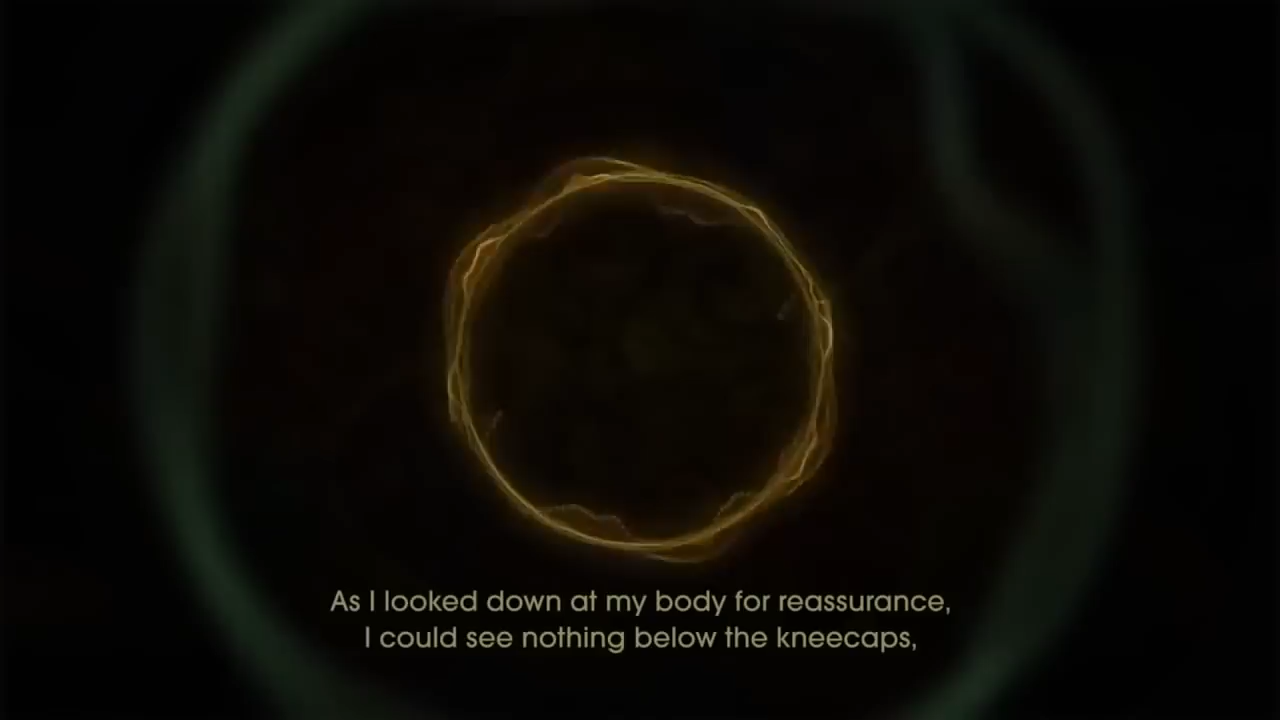 As I looked down at my body for reassurance,
I could see nothing below the kneecaps,